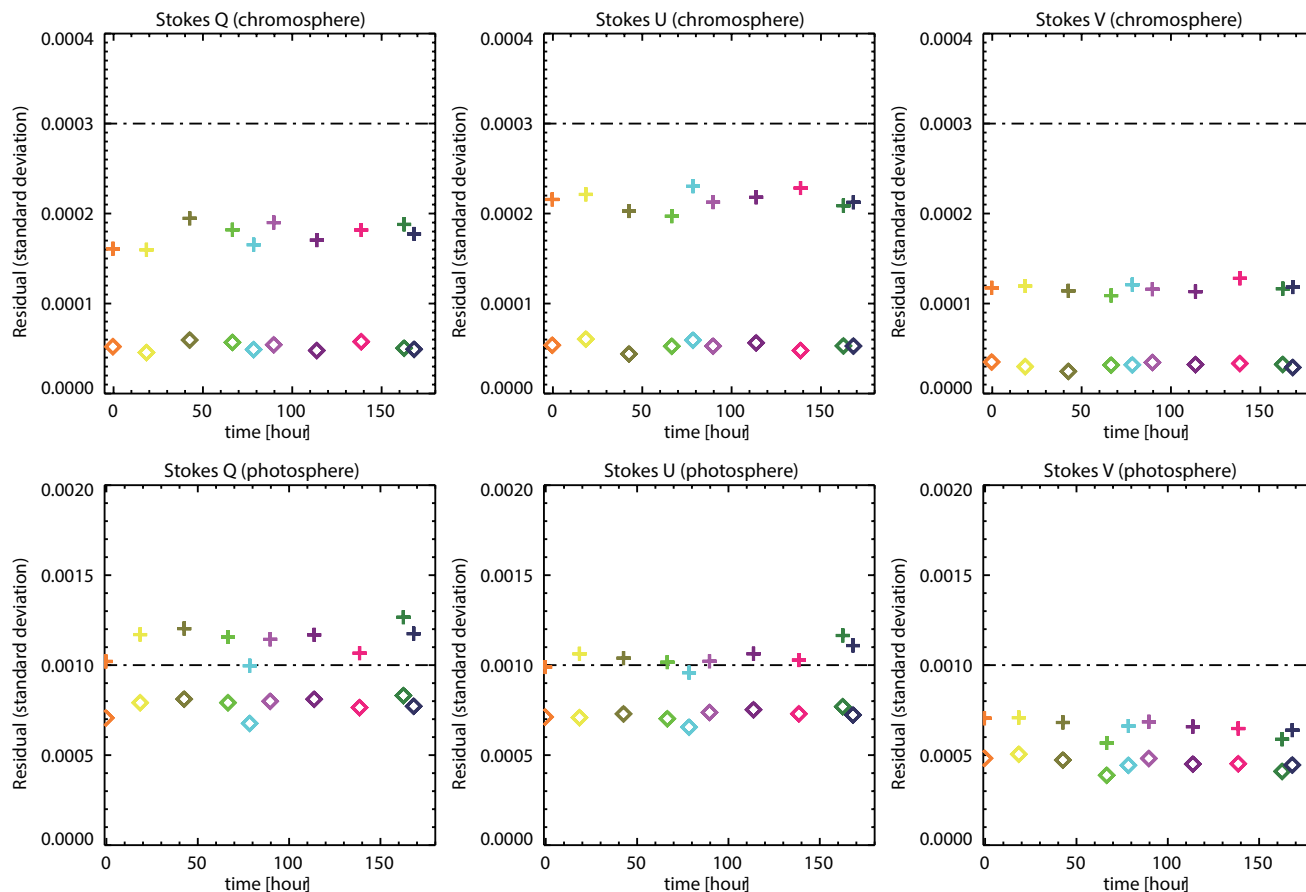 Stokes Q (chromosphere)
Residual (standard deviation)
0.0004
0.0003
0.0002
0.0001
0.0000
0 50 100 150
time [hour]
Stokes U (chromosphere)
Residual (standard deviation)
0.0004
0.0003
0.0002
0.0001
0.0000
0 50 100 150
time [hour]
Stokes V (chromosphere)
Residual (standard deviation)
0.0004
0.0003
0.0002
0.0001
0.0000
0 50 100 150
time [hour]
Stokes Q (photosphere)
Residual (standard deviation)
0.0020
0.0015
0.0010
0.0005
0.0000
0 50 100 150
time [hour]
Stokes U (photosphere)
Residual (standard deviation)
0.0020
0.0015
0.0010
0.0005
0.0000
0 50 100 150
time [hour]
Stokes V (photosphere)
Residual (standard deviation)
0.0020
0.0015
0.0010
0.0005
0.0000
0 50 100 150
time [hour]